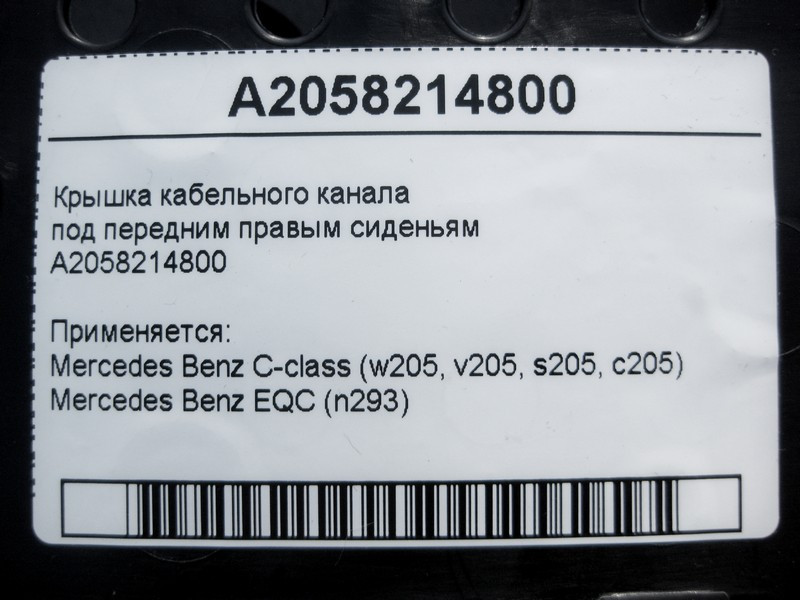 A2058214800
Крышка кабельного канала
под передним правым сиденьям
A2058214800
Применяется:
Mercedes Benz C-class (w205, v205, s205, c205)
Mercedes Benz EQC (n293)